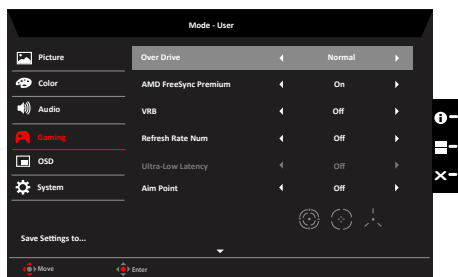 Mode - User
Picture
Over Drive Normal
Color
AMD FreeSync Premium On
Audio
VRB Off
Gaming
Refresh Rate Num Off
OSD
Ultra-Low Latency Off
System
Aim Point Off
Save Settings to...
Move Enter